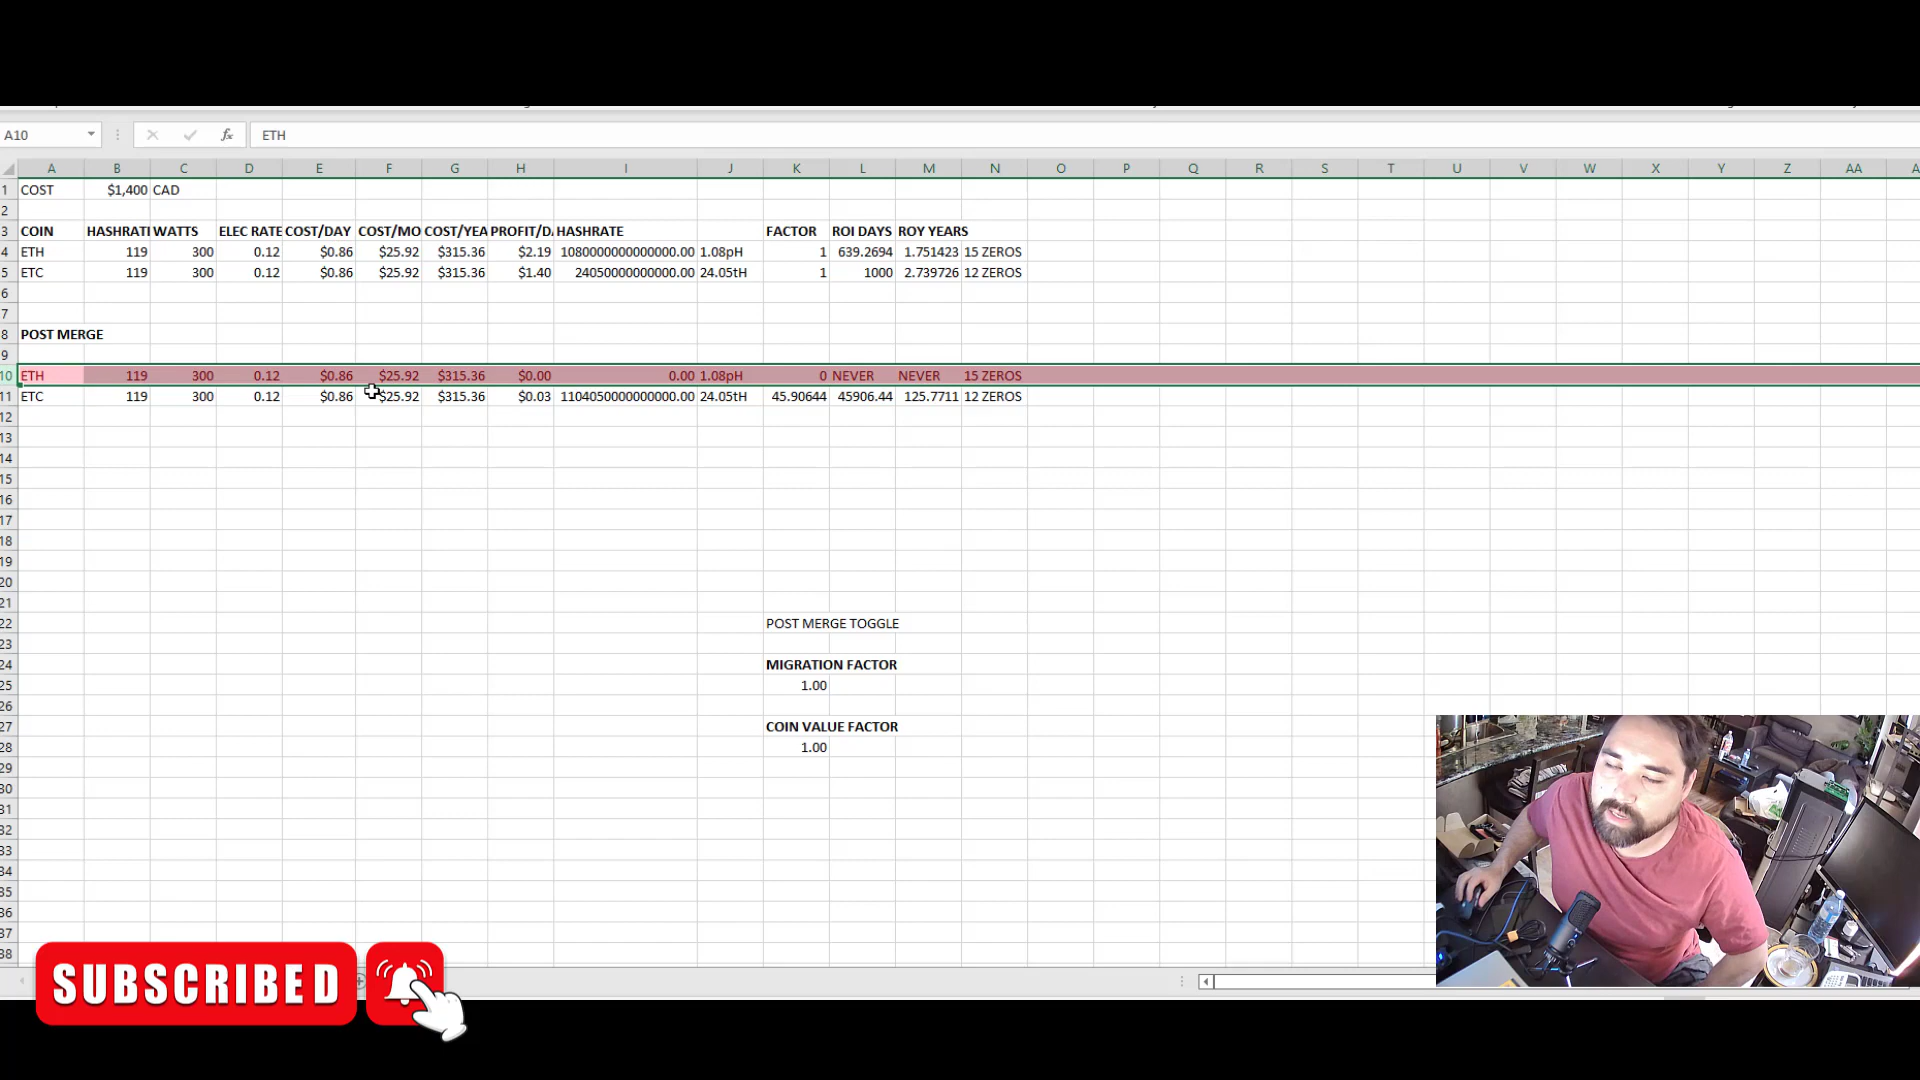 A10 fx ETH
A B C D E F G H I J K L M N O P Q R S T U V W X Y Z AA
1 COST $1,400 CAD
2
3 COIN HASHRATI WATTS ELEC RATE COST/DAY COST/MO COST/YEA PROFIT/DA HASHRATE FACTOR ROI DAYS ROY YEARS
4 ETH 119 300 0.12 $0.86 $25.92 $315.36 $2.19 1080000000000000.00 1.08pH 1 639.2694 1.751423 15 ZEROS
5 ETC 119 300 0.12 $0.86 $25.92 $315.36 $1.40 24050000000000.00 24.05tH 1 1000 2.739726 12 ZEROS
6
7
8 POST MERGE
9
10 ETH 119 300 0.12 $0.86 $25.92 $315.36 $0.00 0.00 1.08pH 0 NEVER NEVER 15 ZEROS
11 ETC 119 300 0.12 $0.86 $25.92 $315.36 $0.03 1104050000000000.00 24.05tH 45.90644 45906.44 125.7711 12 ZEROS
12
13
14
15
16
17
18
19
20
21
22 POST MERGE TOGGLE
23
24 MIGRATION FACTOR
25 1.00
26
27 COIN VALUE FACTOR
28 1.00
29
30
31
32
33
34
35
36
37
38
SUBSCRIBED